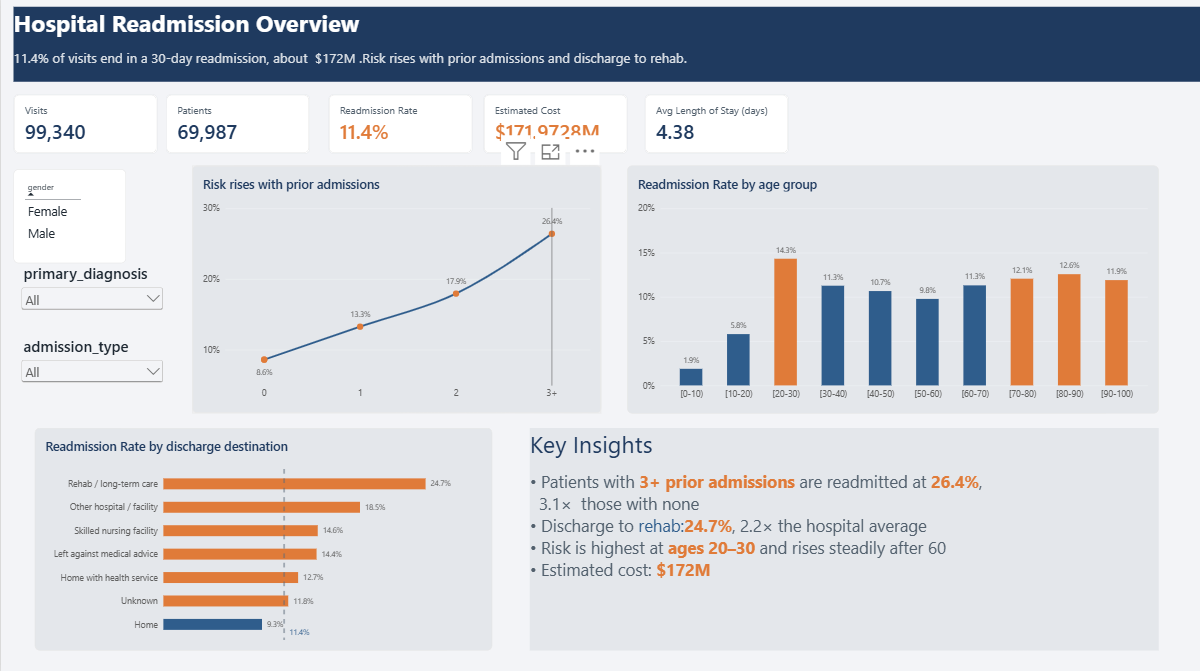 Hospital Readmission Overview
11.4% of visits end in a 30-day readmission, about  $172M .Risk rises with prior admissions and discharge to rehab.
Visits
99,340
Patients
69,987
Readmission Rate
11.4%
Estimated Cost
$171.9728M
Avg Length of Stay (days)
4.38
gender
Female
Male
primary_diagnosis
All
admission_type
All
Risk rises with prior admissions
30%
20%
10%
8.6%
13.3%
17.9%
26.4%
0
1
2
3+
Readmission Rate by age group
20%
15%
10%
5%
0%
1.9%
5.8%
14.3%
11.3%
10.7%
9.8%
11.3%
12.1%
12.6%
11.9%
[0-10)
[10-20)
[20-30)
[30-40)
[40-50)
[50-60)
[60-70)
[70-80)
[80-90)
[90-100)
Readmission Rate by discharge destination
Rehab / long-term care 24.7%
Other hospital / facility 18.5%
Skilled nursing facility 14.6%
Left against medical advice 14.4%
Home with health service 12.7%
Unknown 11.8%
Home 9.3%
11.4%
Key Insights
• Patients with 3+ prior admissions are readmitted at 26.4%,
3.1×  those with none
• Discharge to rehab:24.7%, 2.2× the hospital average
• Risk is highest at ages 20–30 and rises steadily after 60
• Estimated cost: $172M